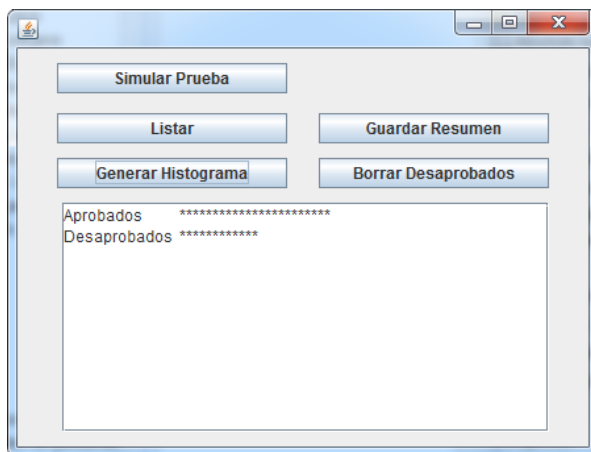 Simular Prueba
Listar Guardar Resumen
Generar Histograma Borrar Desaprobados
Aprobados ***********************
Desaprobados ************